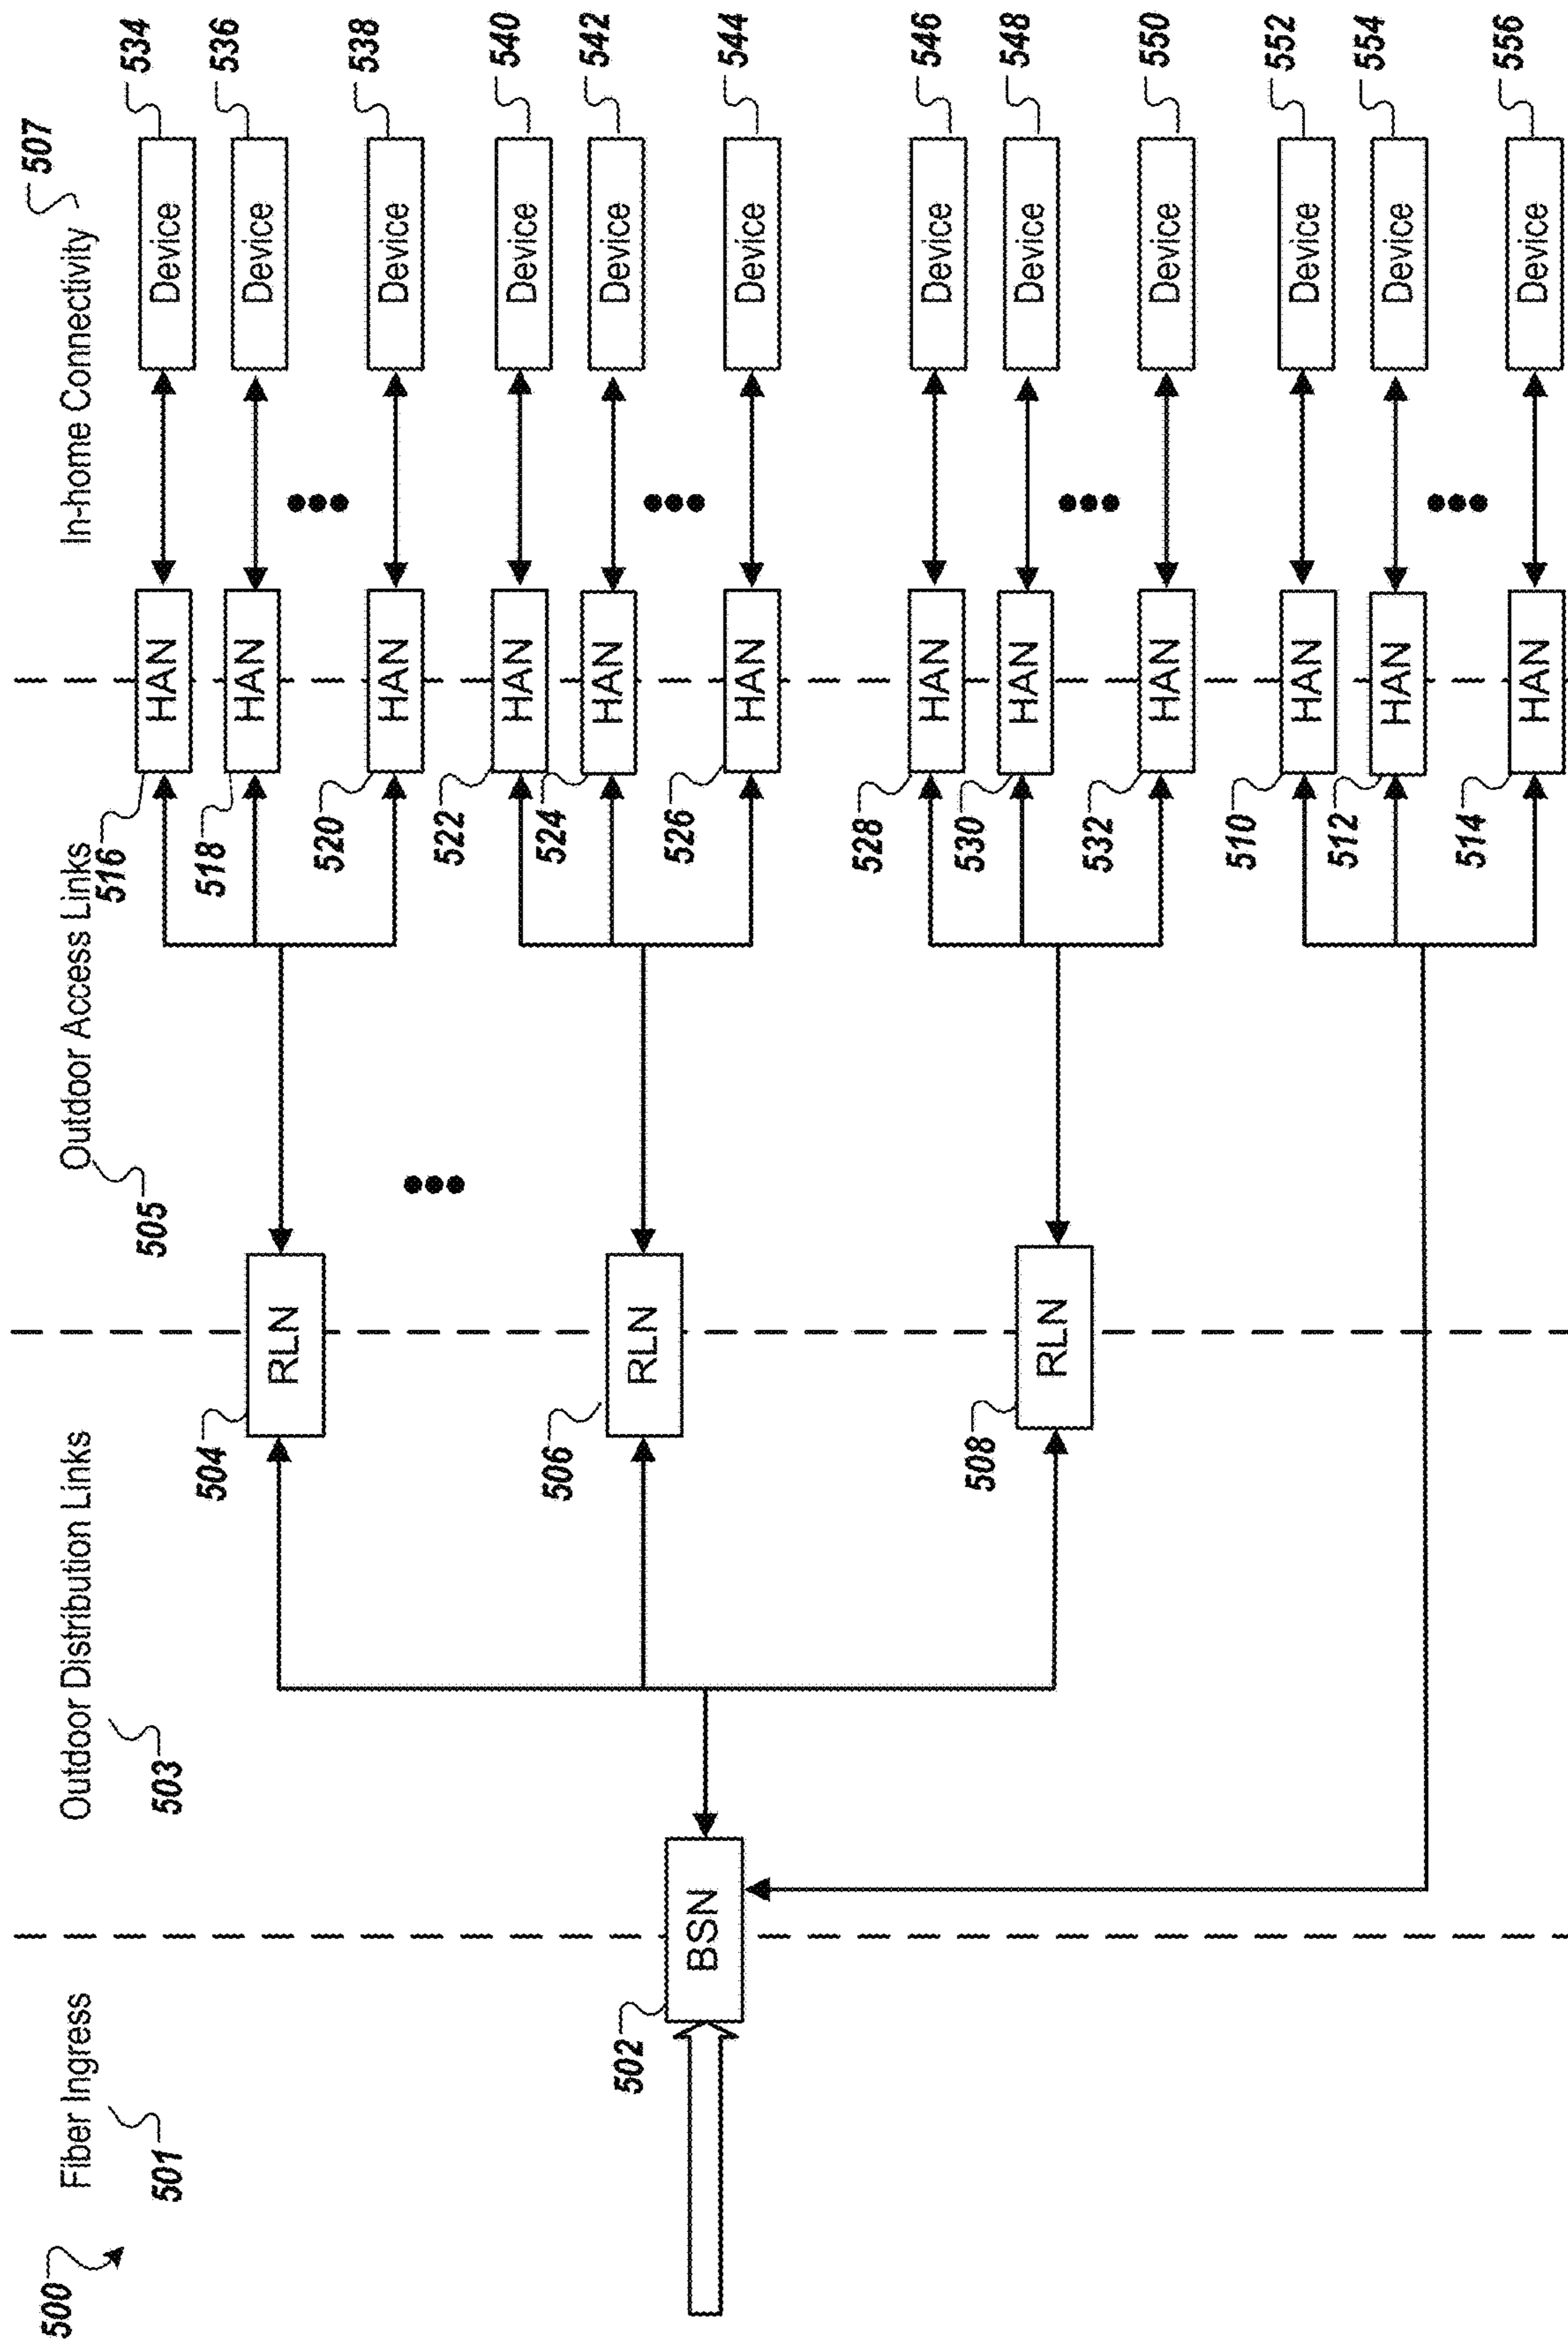 500
Fiber Ingress
501
Outdoor Distribution Links
503
Outdoor Access Links
505
In-home Connectivity
507
BSN
502
RLN
504
RLN
506
RLN
508
HAN
516
HAN
518
HAN
520
HAN
522
HAN
524
HAN
526
HAN
528
HAN
530
HAN
532
HAN
510
HAN
512
HAN
514
Device
534
Device
536
Device
538
Device
540
Device
542
Device
544
Device
546
Device
548
Device
550
Device
552
Device
554
Device
556